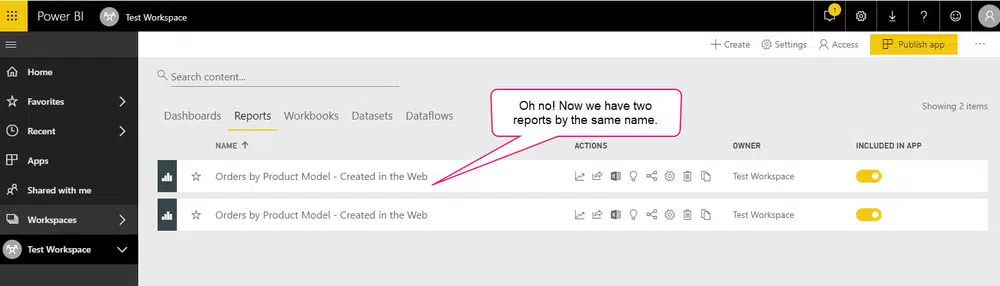 Power BI Test Workspace 1
Create Settings Access Publish app ...
Home
Search content...
Favorites
Oh no! Now we have two
reports by the same name.
Showing 2 items
Dashboards Reports Workbooks Datasets Dataflows
Recent
NAME ACTIONS OWNER INCLUDED IN APP
Apps
Orders by Product Model - Created in the Web Test Workspace
Shared with me
Orders by Product Model - Created in the Web Test Workspace
Workspaces
Test Workspace